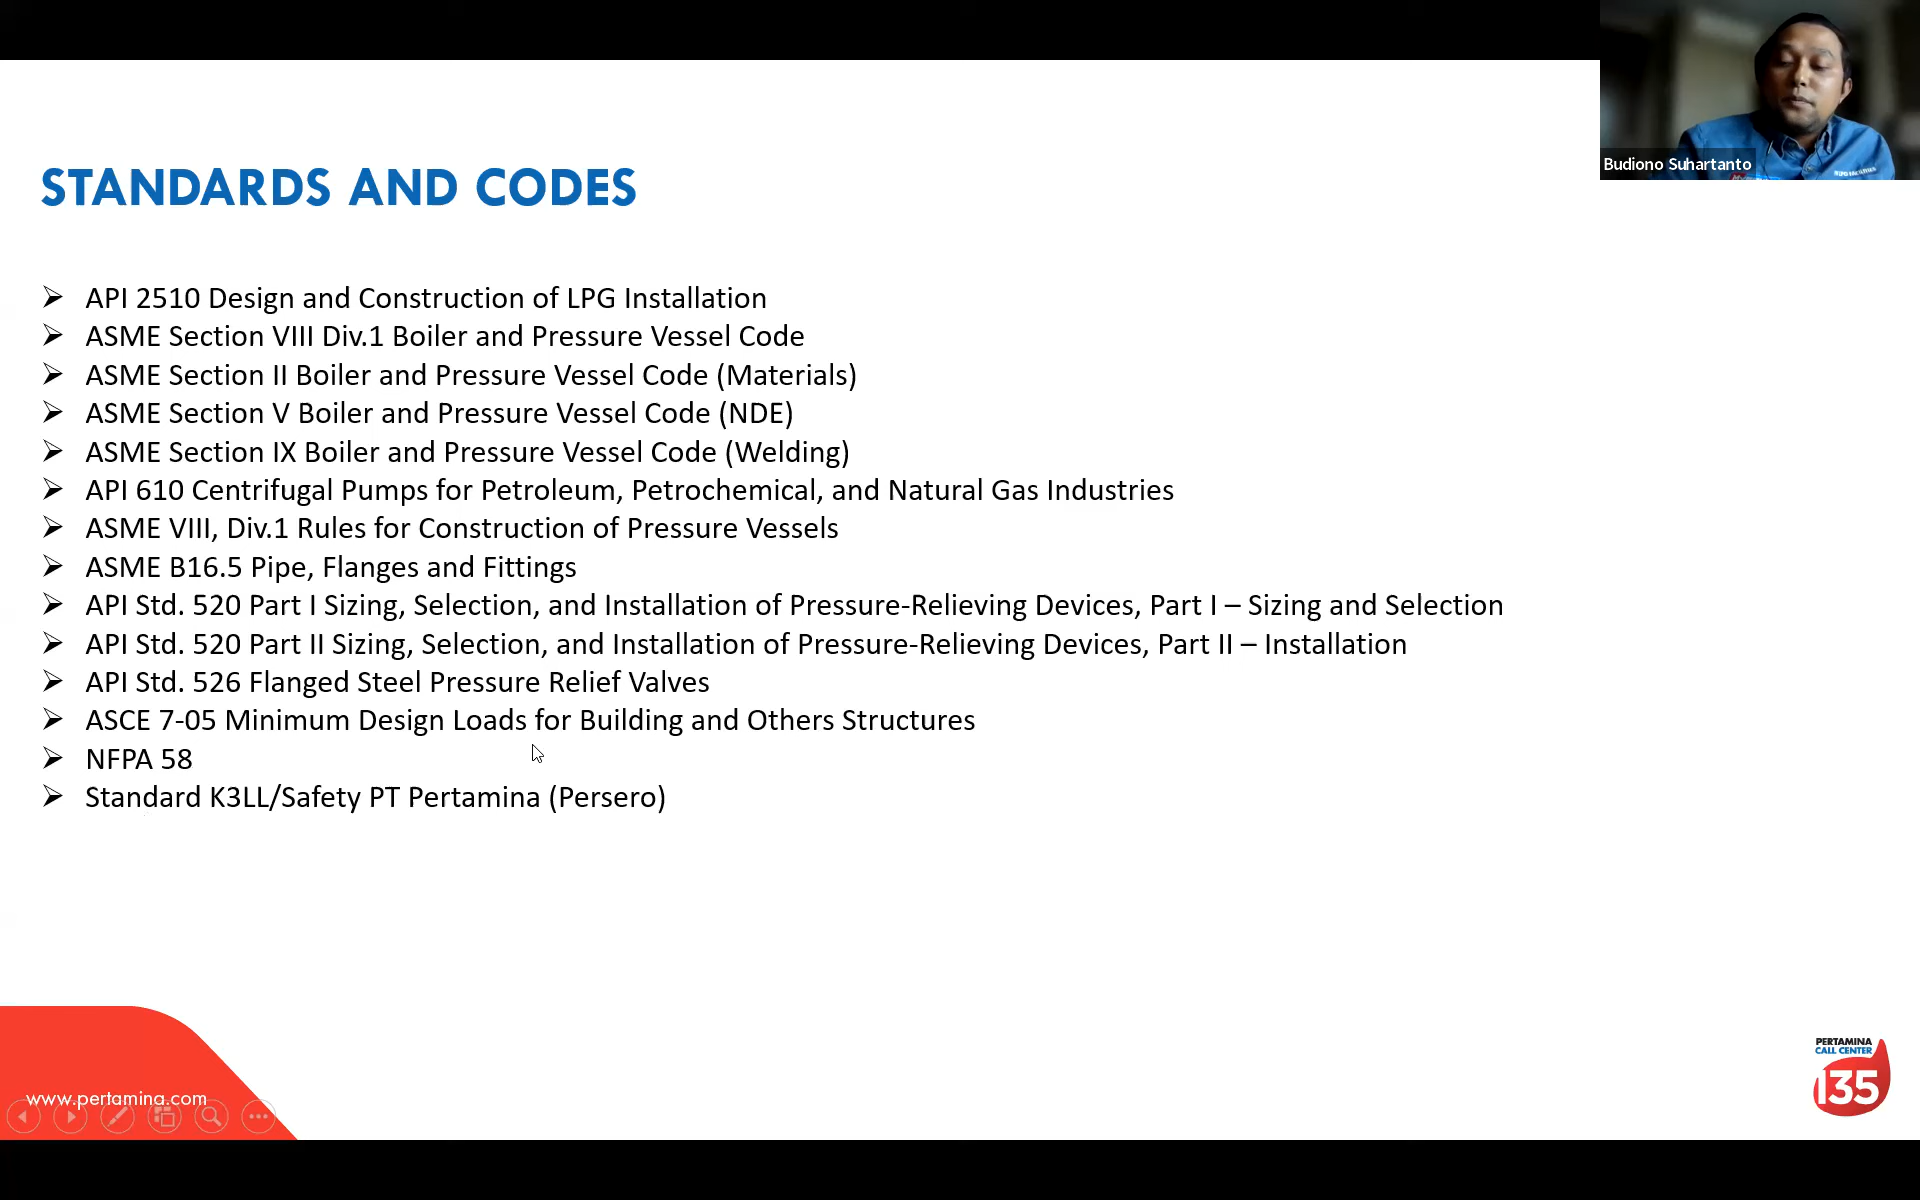 Budiono Suhartanto
STANDARDS AND CODES
➢ API 2510 Design and Construction of LPG Installation
➢ ASME Section VIII Div.1 Boiler and Pressure Vessel Code
➢ ASME Section II Boiler and Pressure Vessel Code (Materials)
➢ ASME Section V Boiler and Pressure Vessel Code (NDE)
➢ ASME Section IX Boiler and Pressure Vessel Code (Welding)
➢ API 610 Centrifugal Pumps for Petroleum, Petrochemical, and Natural Gas Industries
➢ ASME VIII, Div.1 Rules for Construction of Pressure Vessels
➢ ASME B16.5 Pipe, Flanges and Fittings
➢ API Std. 520 Part I Sizing, Selection, and Installation of Pressure-Relieving Devices, Part I – Sizing and Selection
➢ API Std. 520 Part II Sizing, Selection, and Installation of Pressure-Relieving Devices, Part II – Installation
➢ API Std. 526 Flanged Steel Pressure Relief Valves
➢ ASCE 7-05 Minimum Design Loads for Building and Others Structures
➢ NFPA 58
➢ Standard K3LL/Safety PT Pertamina (Persero)
www.pertamina.com
PERTAMINA
CALL CENTER
135